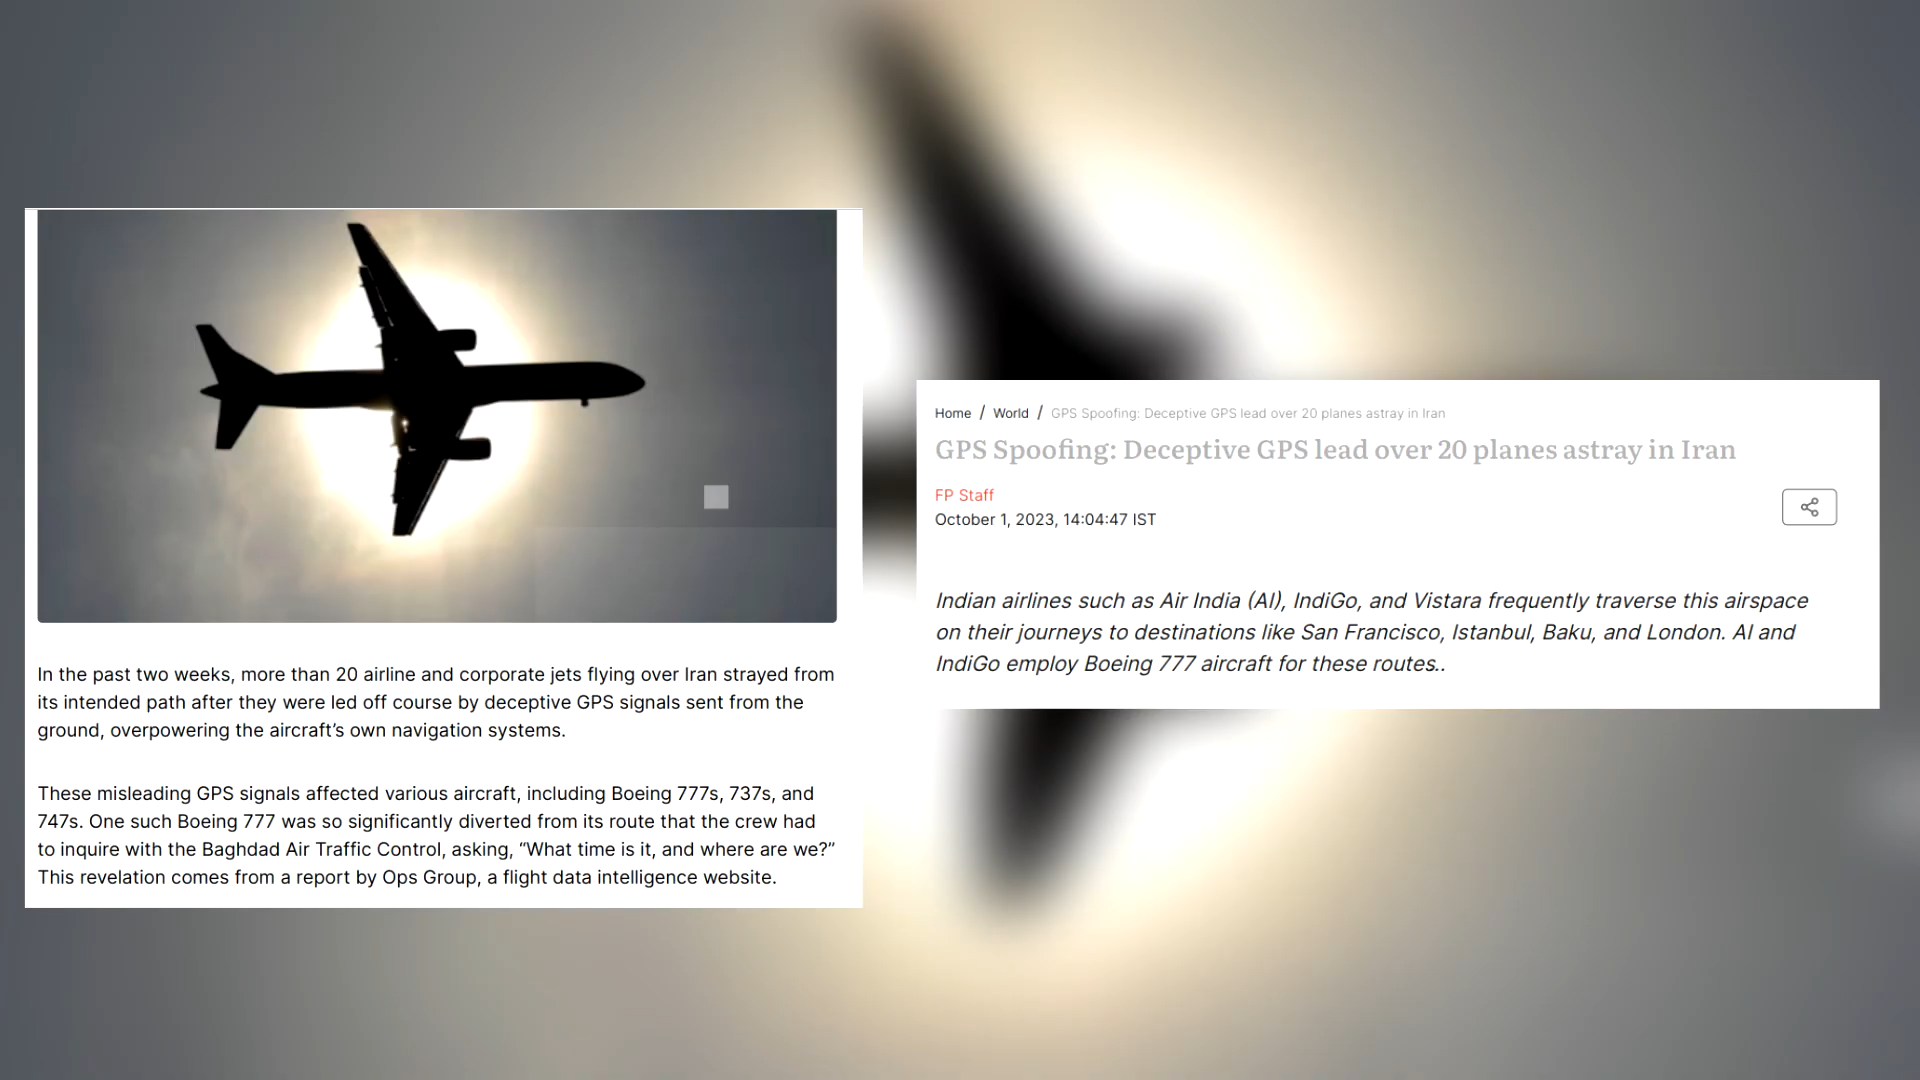 In the past two weeks, more than 20 airline and corporate jets flying over Iran strayed from
its intended path after they were led off course by deceptive GPS signals sent from the
ground, overpowering the aircraft’s own navigation systems.
These misleading GPS signals affected various aircraft, including Boeing 777s, 737s, and
747s. One such Boeing 777 was so significantly diverted from its route that the crew had
to inquire with the Baghdad Air Traffic Control, asking, “What time is it, and where are we?”
This revelation comes from a report by Ops Group, a flight data intelligence website.
Home / World / GPS Spoofing: Deceptive GPS lead over 20 planes astray in Iran
GPS Spoofing: Deceptive GPS lead over 20 planes astray in Iran
FP Staff
October 1, 2023, 14:04:47 IST
Indian airlines such as Air India (AI), IndiGo, and Vistara frequently traverse this airspace
on their journeys to destinations like San Francisco, Istanbul, Baku, and London. AI and
IndiGo employ Boeing 777 aircraft for these routes..